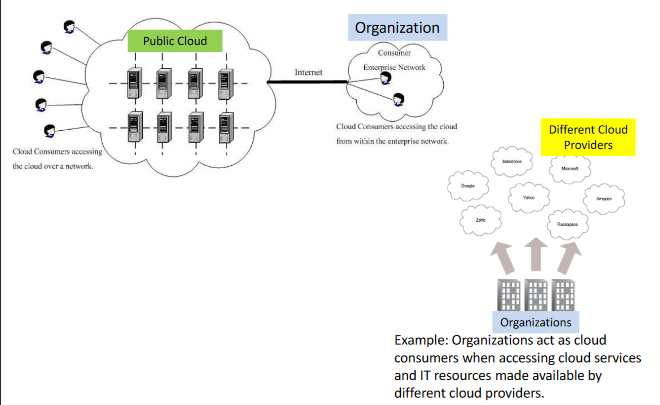 Organization
Public Cloud
Consumer
Enterprise Network
Internet
Cloud Consumers accessing
the cloud over a network.
Cloud Consumers accessing the cloud
from within the enterprise network.
Different Cloud
Providers
Salesforce
Microsoft
Google
Yahoo
Amazon
Zoho
Rackspace
Organizations
Example: Organizations act as cloud
consumers when accessing cloud services
and IT resources made available by
different cloud providers.